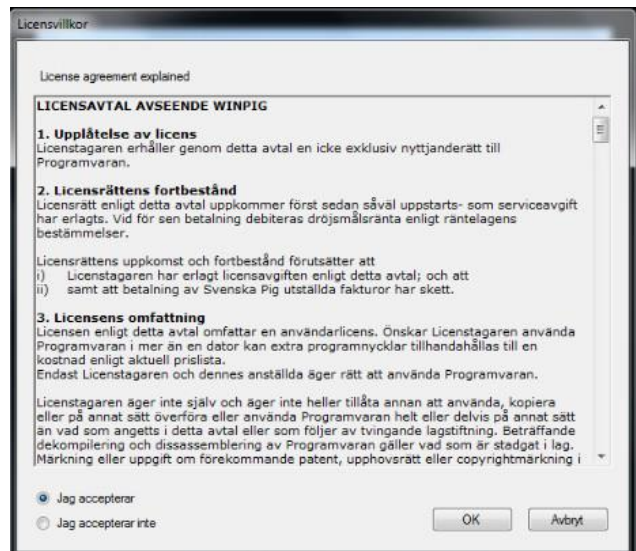 Licensvillkor
License agreement explained
LICENSAVTAL AVSEENDE WINPIG
1. Upplåtelse av licens
Licenstagaren erhåller genom detta avtal en icke exklusiv nyttjanderätt till
Programvaran.
2. Licensrättens fortbestånd
Licensrätt enligt detta avtal uppkommer först sedan såväl uppstarts- som serviceavgift
har erlagts. Vid för sen betalning debiteras dröjsmålsränta enligt räntelagens
bestämmelser.
Licensrättens uppkomst och fortbestånd förutsätter att
i) Licenstagaren har erlagt licensavgiften enligt detta avtal; och att
ii) samt att betalning av Svenska Pig utställda fakturor har skett.
3. Licensens omfattning
Licensen enligt detta avtal omfattar en användarlicens. Önskar Licenstagaren använda
Programvaran i mer än en dator kan extra programnycklar tillhandahållas till en
kostnad enligt aktuell prislista.
Endast Licenstagaren och dennes anställda äger rätt att använda Programvaran.
Licenstagaren äger inte själv och äger inte heller tillåta annan att använda, kopiera
eller på annat sätt överföra eller använda Programvaran helt eller delvis på annat sätt
än vad som angetts i detta avtal eller som följer av tvingande lagstiftning. Beträffande
dekompilering och dissassemblering av Programvaran gäller vad som är stadgat i lag.
Märkning eller uppgift om förekommande patent, upphovsrätt eller copyrightmärkning i
Jag accepterar
Jag accepterar inte
OK
Avbryt